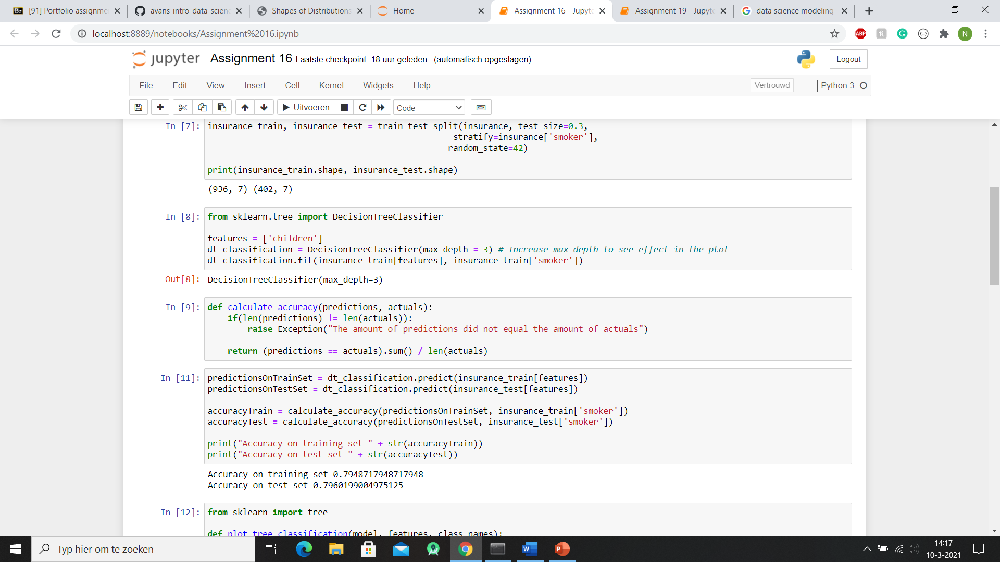 [91] Portfolio assignme
avans-intro-data-scien
Shapes of Distributions
Home
Assignment 16 - Jupyte
Assignment 19 - Jupyte
data science modeling
localhost:8889/notebooks/Assignment%2016.ipynb
ABP
N
jupyter Assignment 16 Laatste checkpoint: 18 uur geleden (automatisch opgeslagen)
Logout
File Edit View Insert Cell Kernel Widgets Help
Vertrouwd
Python 3
Uitvoeren
Code
In [7]: insurance_train, insurance_test = train_test_split(insurance, test_size=0.3,
stratify=insurance['smoker'],
random_state=42)
print(insurance_train.shape, insurance_test.shape)
(936, 7) (402, 7)
In [8]: from sklearn.tree import DecisionTreeClassifier
features = ['children']
dt_classification = DecisionTreeClassifier(max_depth = 3) # Increase max_depth to see effect in the plot
dt_classification.fit(insurance_train[features], insurance_train['smoker'])
Out[8]: DecisionTreeClassifier(max_depth=3)
In [9]: def calculate_accuracy(predictions, actuals):
if(len(predictions) != len(actuals)):
raise Exception("The amount of predictions did not equal the amount of actuals")
return (predictions == actuals).sum() / len(actuals)
In [11]: predictionsOnTrainSet = dt_classification.predict(insurance_train[features])
predictionsOnTestSet = dt_classification.predict(insurance_test[features])
accuracyTrain = calculate_accuracy(predictionsOnTrainSet, insurance_train['smoker'])
accuracyTest = calculate_accuracy(predictionsOnTestSet, insurance_test['smoker'])
print("Accuracy on training set " + str(accuracyTrain))
print("Accuracy on test set " + str(accuracyTest))
Accuracy on training set 0.7948717948717948
Accuracy on test set 0.7960199004975125
In [12]: from sklearn import tree
def plot_tree_classification(model, features, class_names):
Typ hier om te zoeken
14:17
10-3-2021